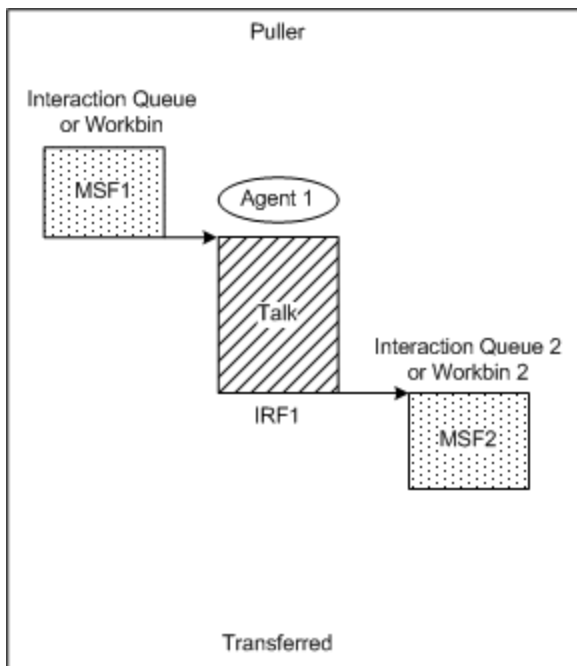 Puller
Interaction Queue
or Workbin
MSF1
Agent 1
Talk
Interaction Queue 2
or Workbin 2
IRF1
MSF2
Transferred